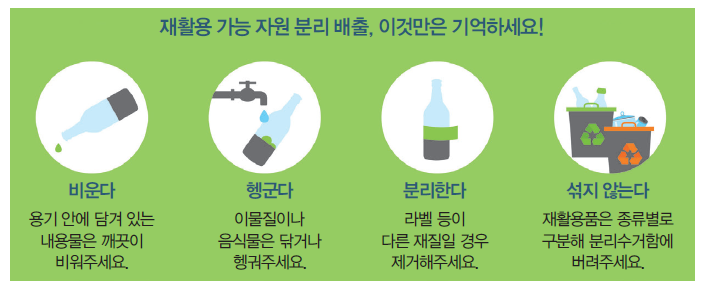 재활용 가능 자원 분리 배출, 이것만은 기억하세요!
비운다
용기 안에 담겨 있는
내용물은 깨끗이
비워주세요.
헹군다
이물질이나
음식물은 닦거나
헹궈주세요.
분리한다
라벨 등이
다른 재질일 경우
제거해주세요.
섞지 않는다
재활용품은 종류별로
구분해 분리수거함에
버려주세요.